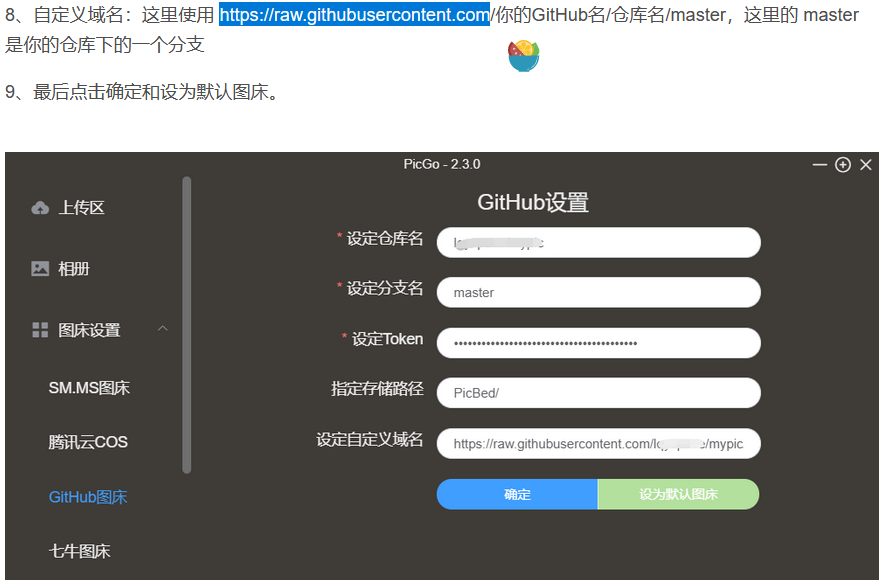 8、自定义域名：这里使用 https://raw.githubusercontent.com/你的GitHub名/仓库名/master，这里的 master
是你的仓库下的一个分支
9、最后点击确定和设为默认图床。
PicGo - 2.3.0
上传区
相册
图床设置
SM.MS图床
腾讯云COS
GitHub图床
七牛图床
GitHub设置
* 设定仓库名
* 设定分支名 master
* 设定Token
指定存储路径 PicBed/
设定自定义域名 https://raw.githubusercontent.com/ /mypic
确定 设为默认图床